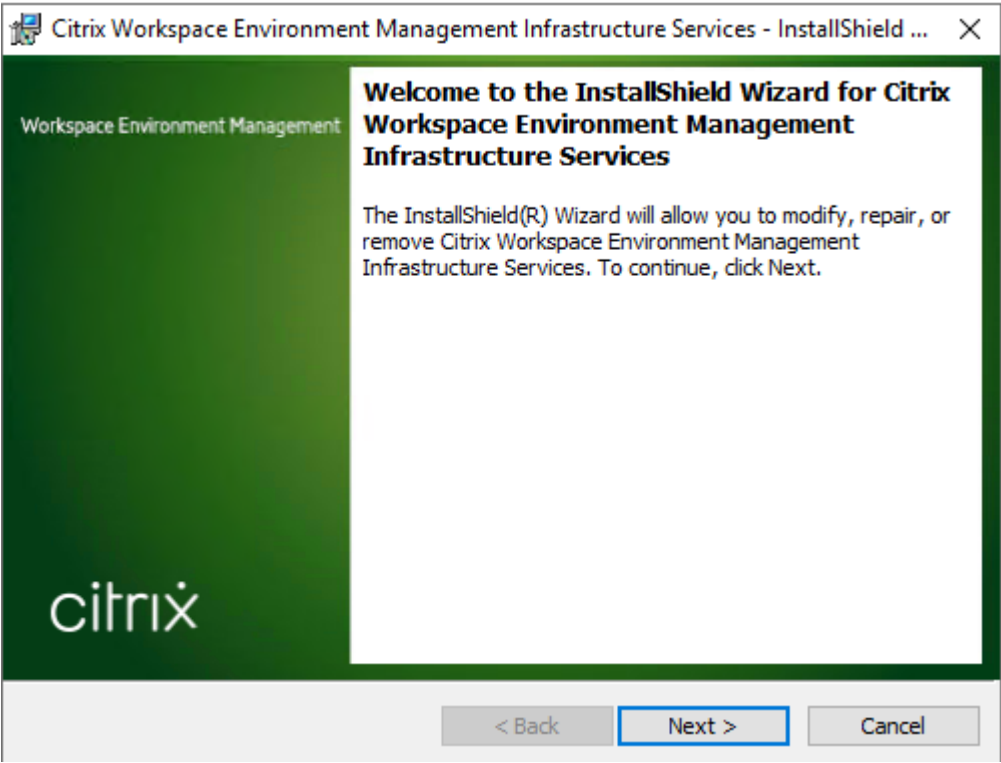 Citrix Workspace Environment Management Infrastructure Services - InstallShield ...
Workspace Environment Management
Welcome to the InstallShield Wizard for Citrix
Workspace Environment Management
Infrastructure Services
The InstallShield(R) Wizard will allow you to modify, repair, or
remove Citrix Workspace Environment Management
Infrastructure Services. To continue, click Next.
citrix
< Back
Next >
Cancel